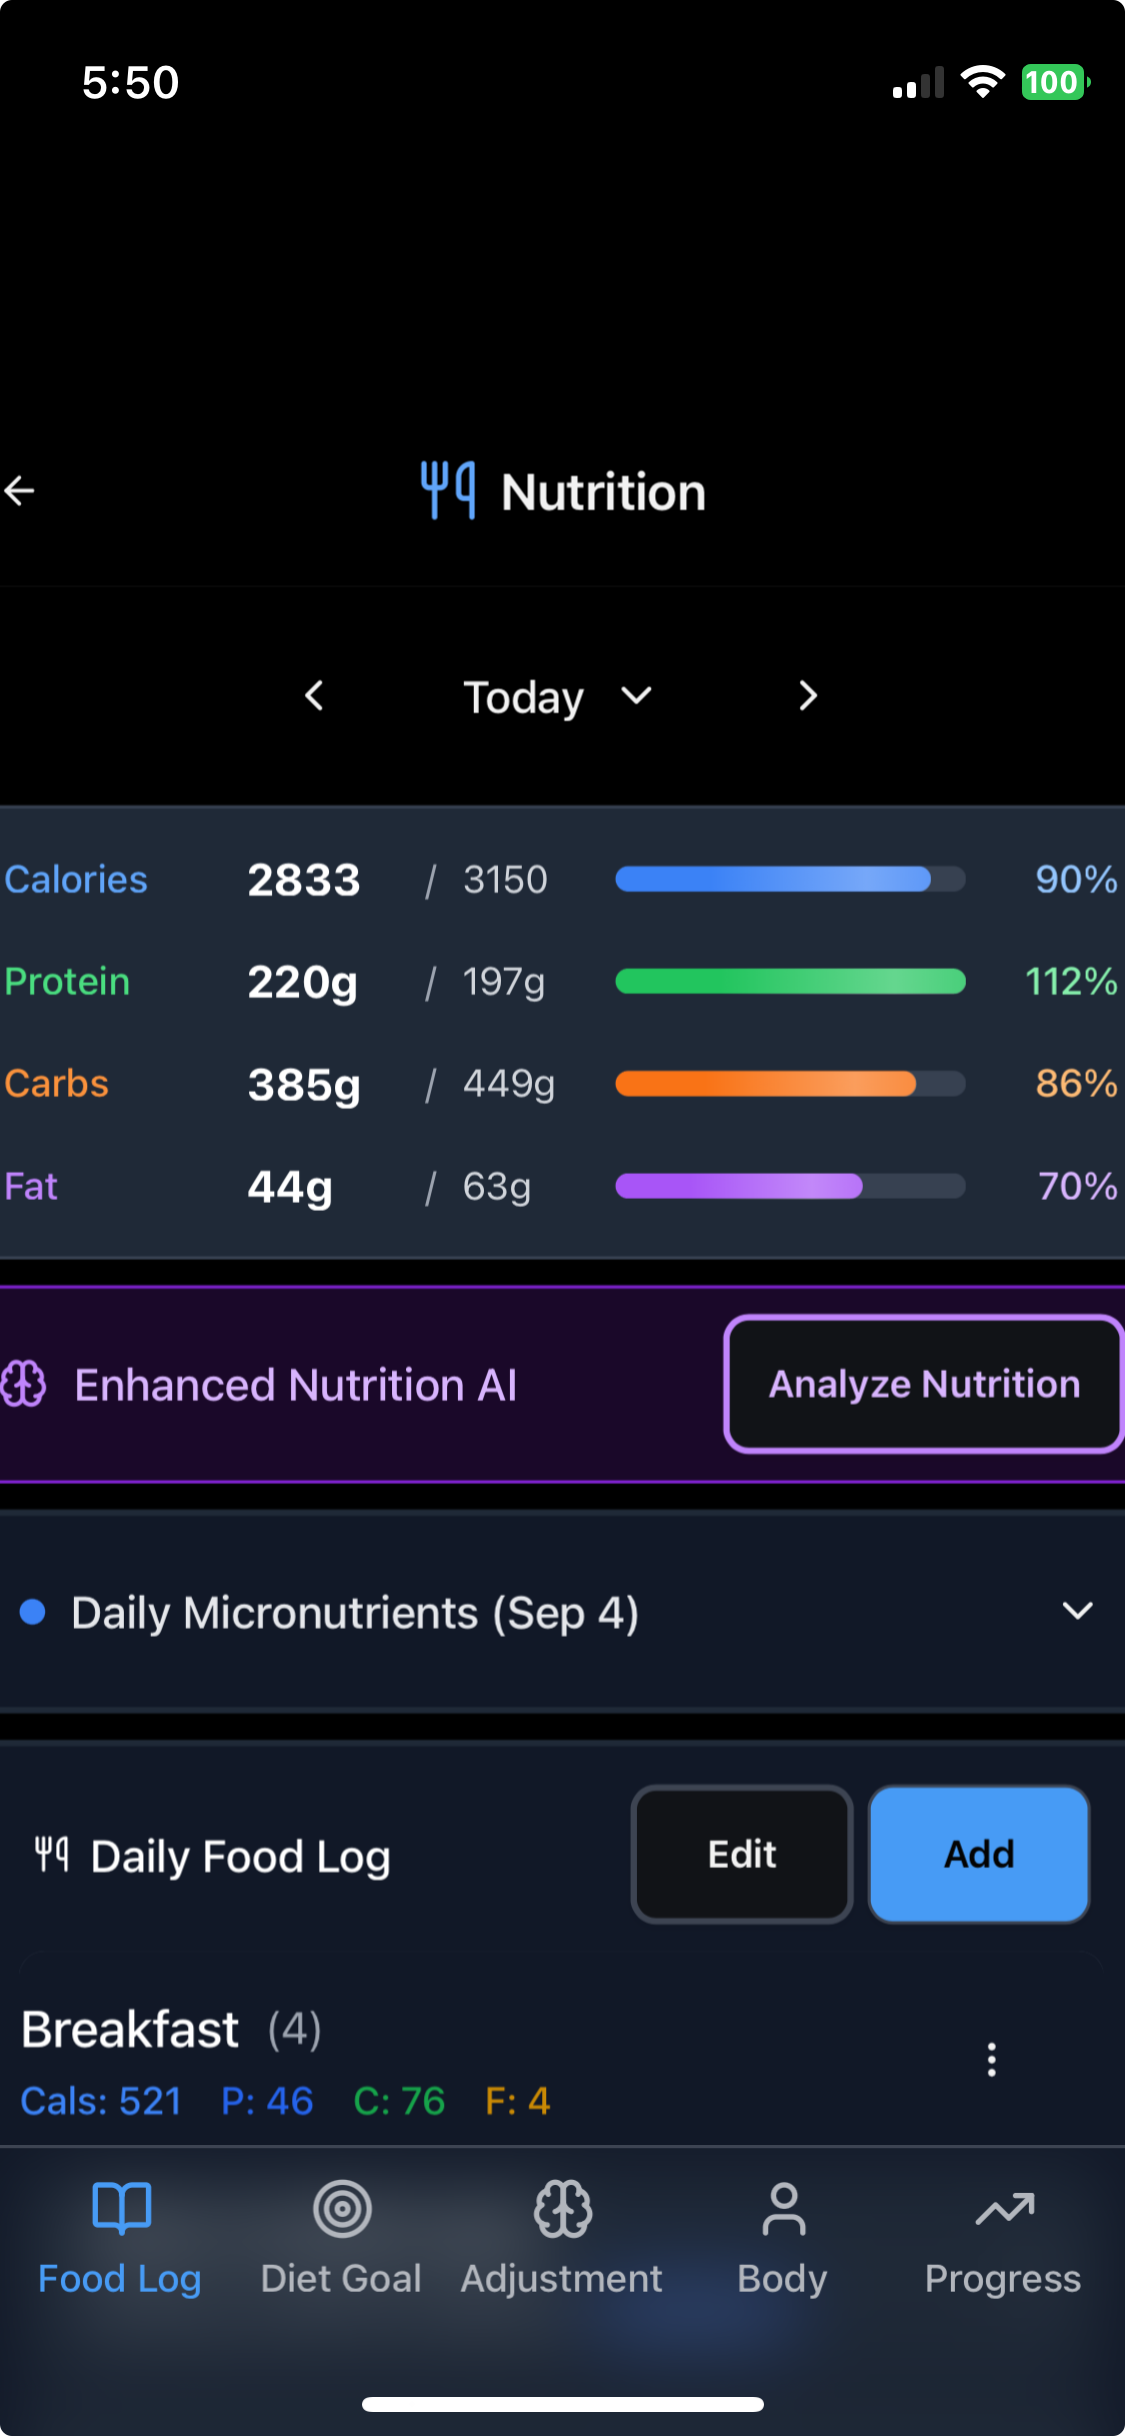 5:50
100
Nutrition
Today
Calories 2833 / 3150 90%
Protein 220g / 197g 112%
Carbs 385g / 449g 86%
Fat 44g / 63g 70%
Enhanced Nutrition AI Analyze Nutrition
Daily Micronutrients (Sep 4)
Daily Food Log Edit Add
Breakfast (4)
Cals: 521 P: 46 C: 76 F: 4
Food Log Diet Goal Adjustment Body Progress